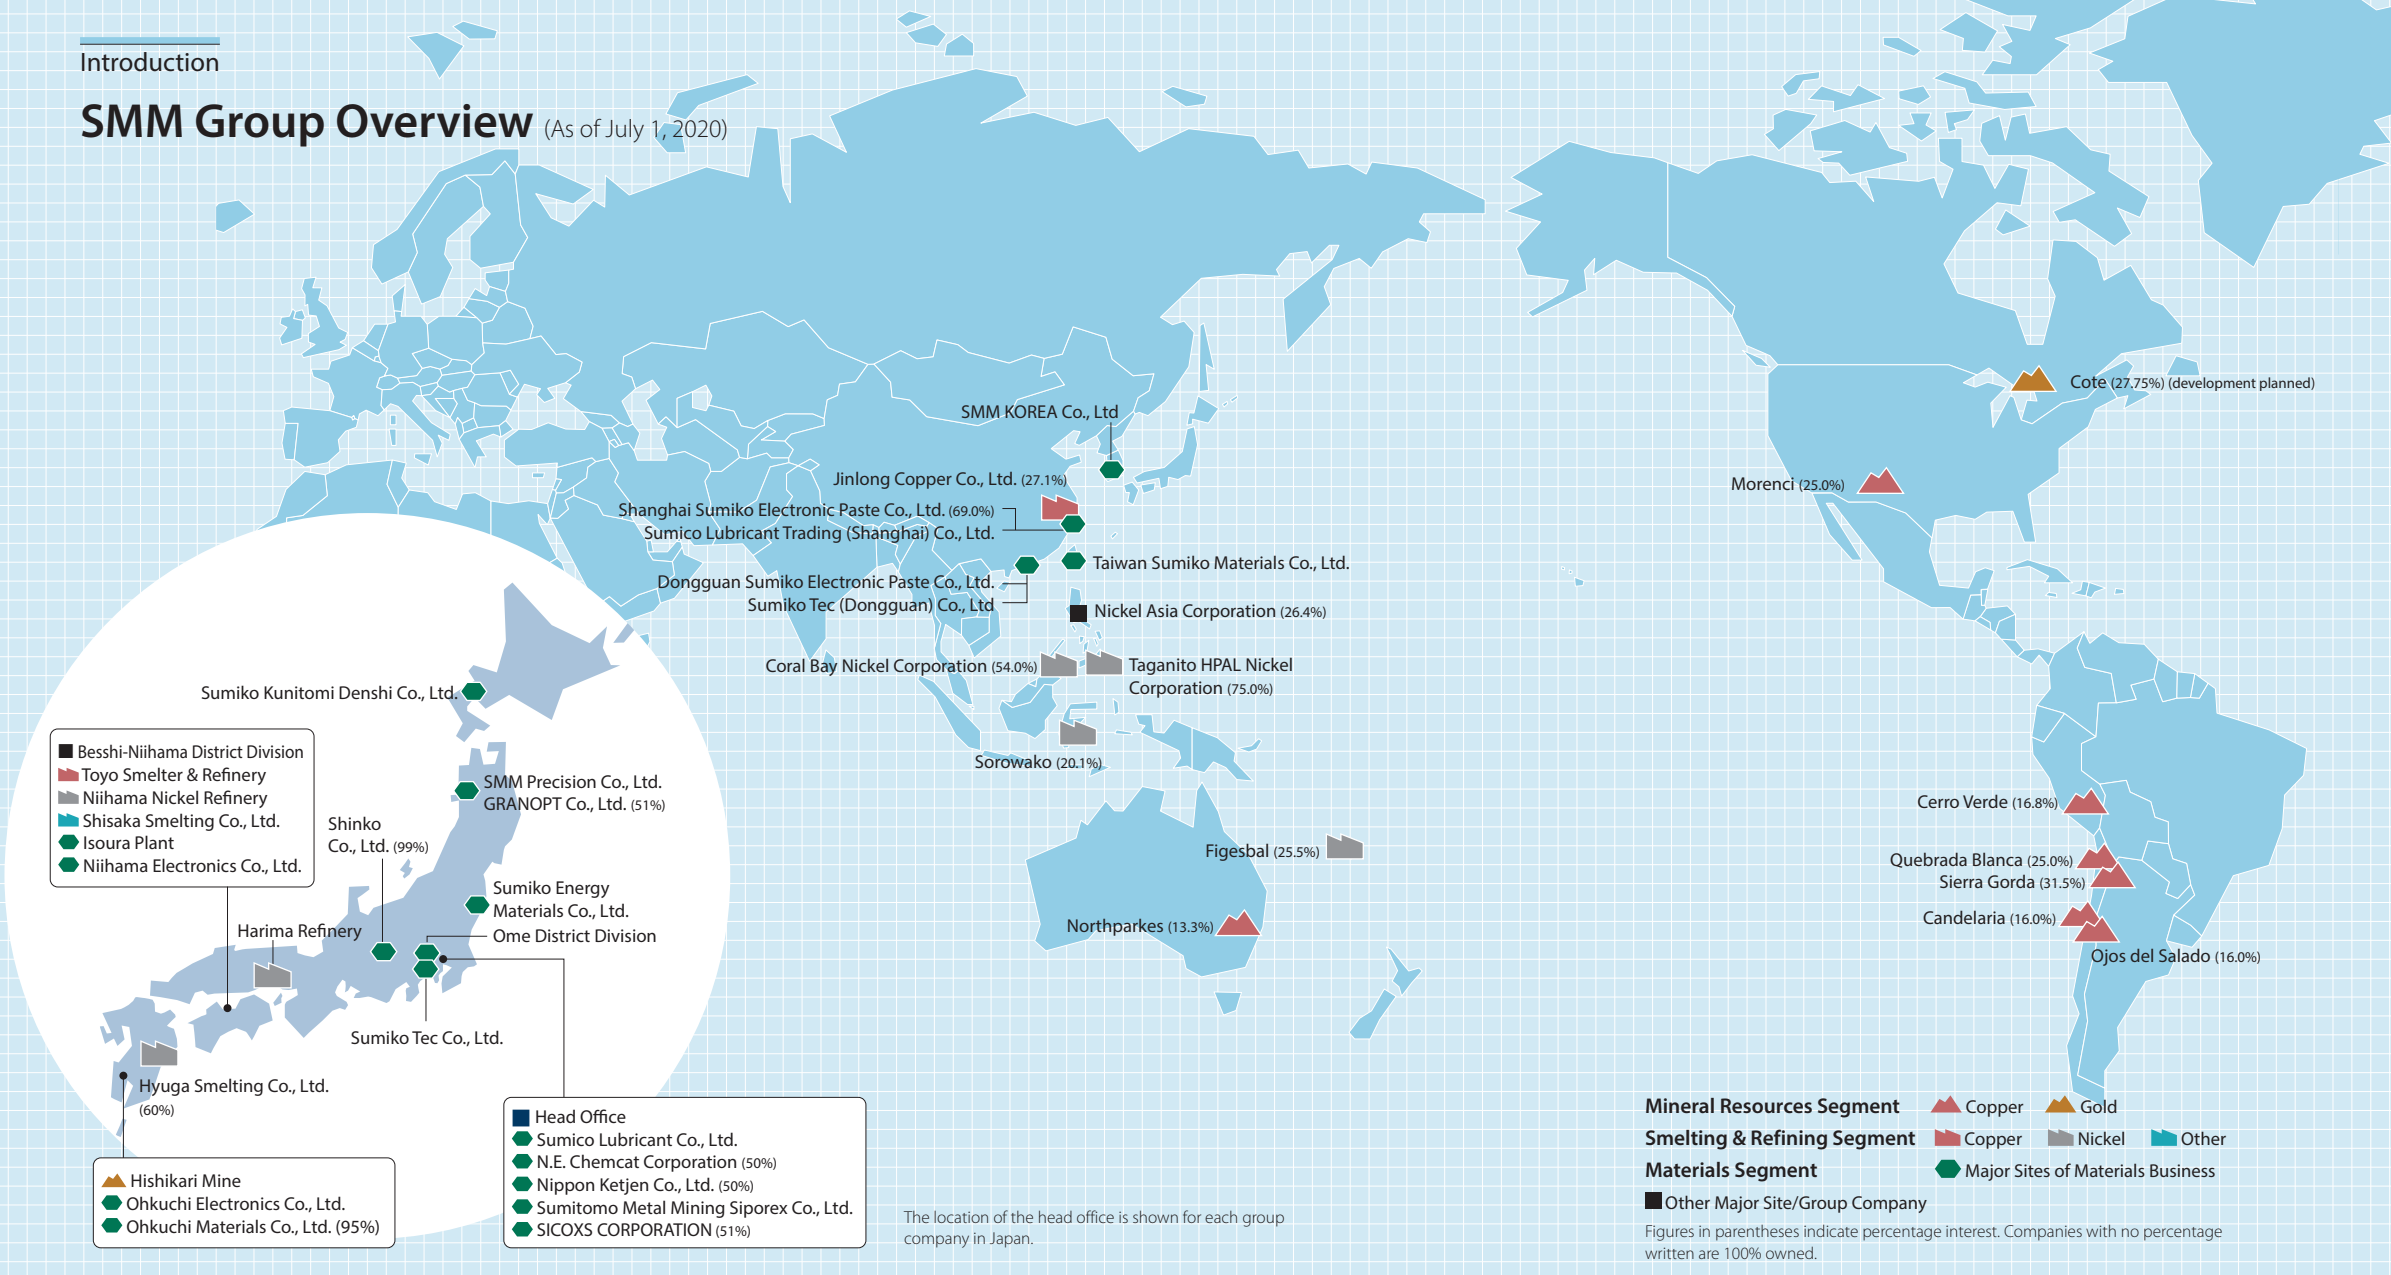 Introduction
SMM Group Overview (As of July 1, 2020)
SMM KOREA Co., Ltd
Jinlong Copper Co., Ltd. (27.1%)
Shanghai Sumiko Electronic Paste Co., Ltd. (69.0%)
Sumico Lubricant Trading (Shanghai) Co., Ltd.
Taiwan Sumiko Materials Co., Ltd.
Dongguan Sumiko Electronic Paste Co., Ltd.
Sumiko Tec (Dongguan) Co., Ltd
Nickel Asia Corporation (26.4%)
Coral Bay Nickel Corporation (54.0%)
Taganito HPAL Nickel
Corporation (75.0%)
Sorowako (20.1%)
Figesbal (25.5%)
Northparkes (13.3%)
Cote (27.75%) (development planned)
Morenci (25.0%)
Cerro Verde (16.8%)
Quebrada Blanca (25.0%)
Sierra Gorda (31.5%)
Candelaria (16.0%)
Ojos del Salado (16.0%)
Sumiko Kunitomi Denshi Co., Ltd.
Besshi-Niihama District Division
Toyo Smelter & Refinery
Niihama Nickel Refinery
Shisaka Smelting Co., Ltd.
Isoura Plant
Niihama Electronics Co., Ltd.
SMM Precision Co., Ltd.
GRANOPT Co., Ltd. (51%)
Shinko
Co., Ltd. (99%)
Sumiko Energy
Materials Co., Ltd.
Harima Refinery
Ome District Division
Sumiko Tec Co., Ltd.
Hyuga Smelting Co., Ltd.
(60%)
Hishikari Mine
Ohkuchi Electronics Co., Ltd.
Ohkuchi Materials Co., Ltd. (95%)
Head Office
Sumico Lubricant Co., Ltd.
N.E. Chemcat Corporation (50%)
Nippon Ketjen Co., Ltd. (50%)
Sumitomo Metal Mining Siporex Co., Ltd.
SICOXS CORPORATION (51%)
The location of the head office is shown for each group
company in Japan.
Mineral Resources Segment Copper Gold
Smelting & Refining Segment Copper Nickel Other
Materials Segment Major Sites of Materials Business
Other Major Site/Group Company
Figures in parentheses indicate percentage interest. Companies with no percentage
written are 100% owned.